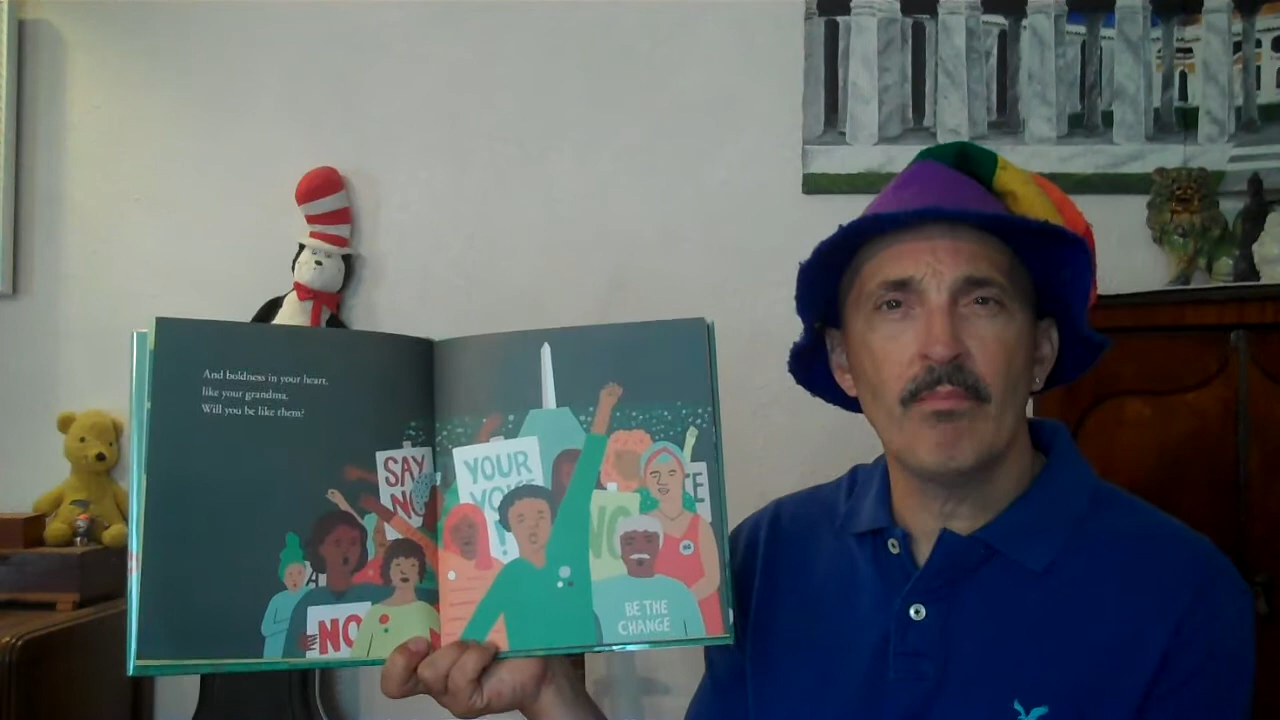 And boldness in your heart,
like your grandma.
Will you be like them?
SAY
NO
YOUR
NO
BE THE
CHANGE
NO